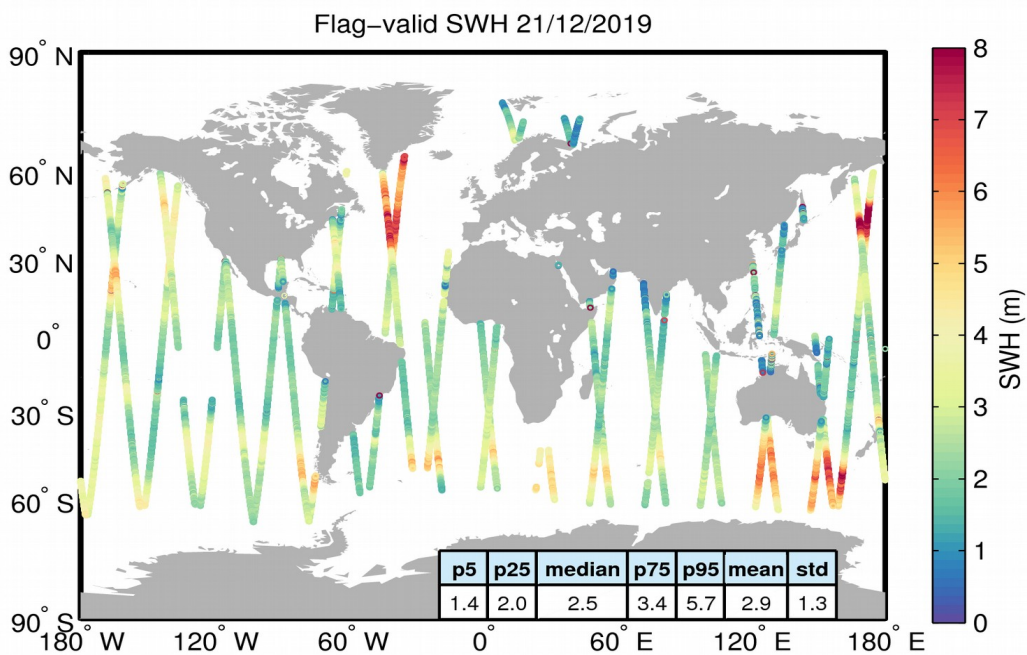 Flag−valid SWH 21/12/2019
90° N
60° N
30° N
0°
30° S
60° S
90° S
180° W
120° W
60° W
0°
60° E
120° E
180° E
p5 p25 median p75 p95 mean std
1.4 2.0 2.5 3.4 5.7 2.9 1.3
8
7
6
5
4
3
2
1
0
SWH (m)